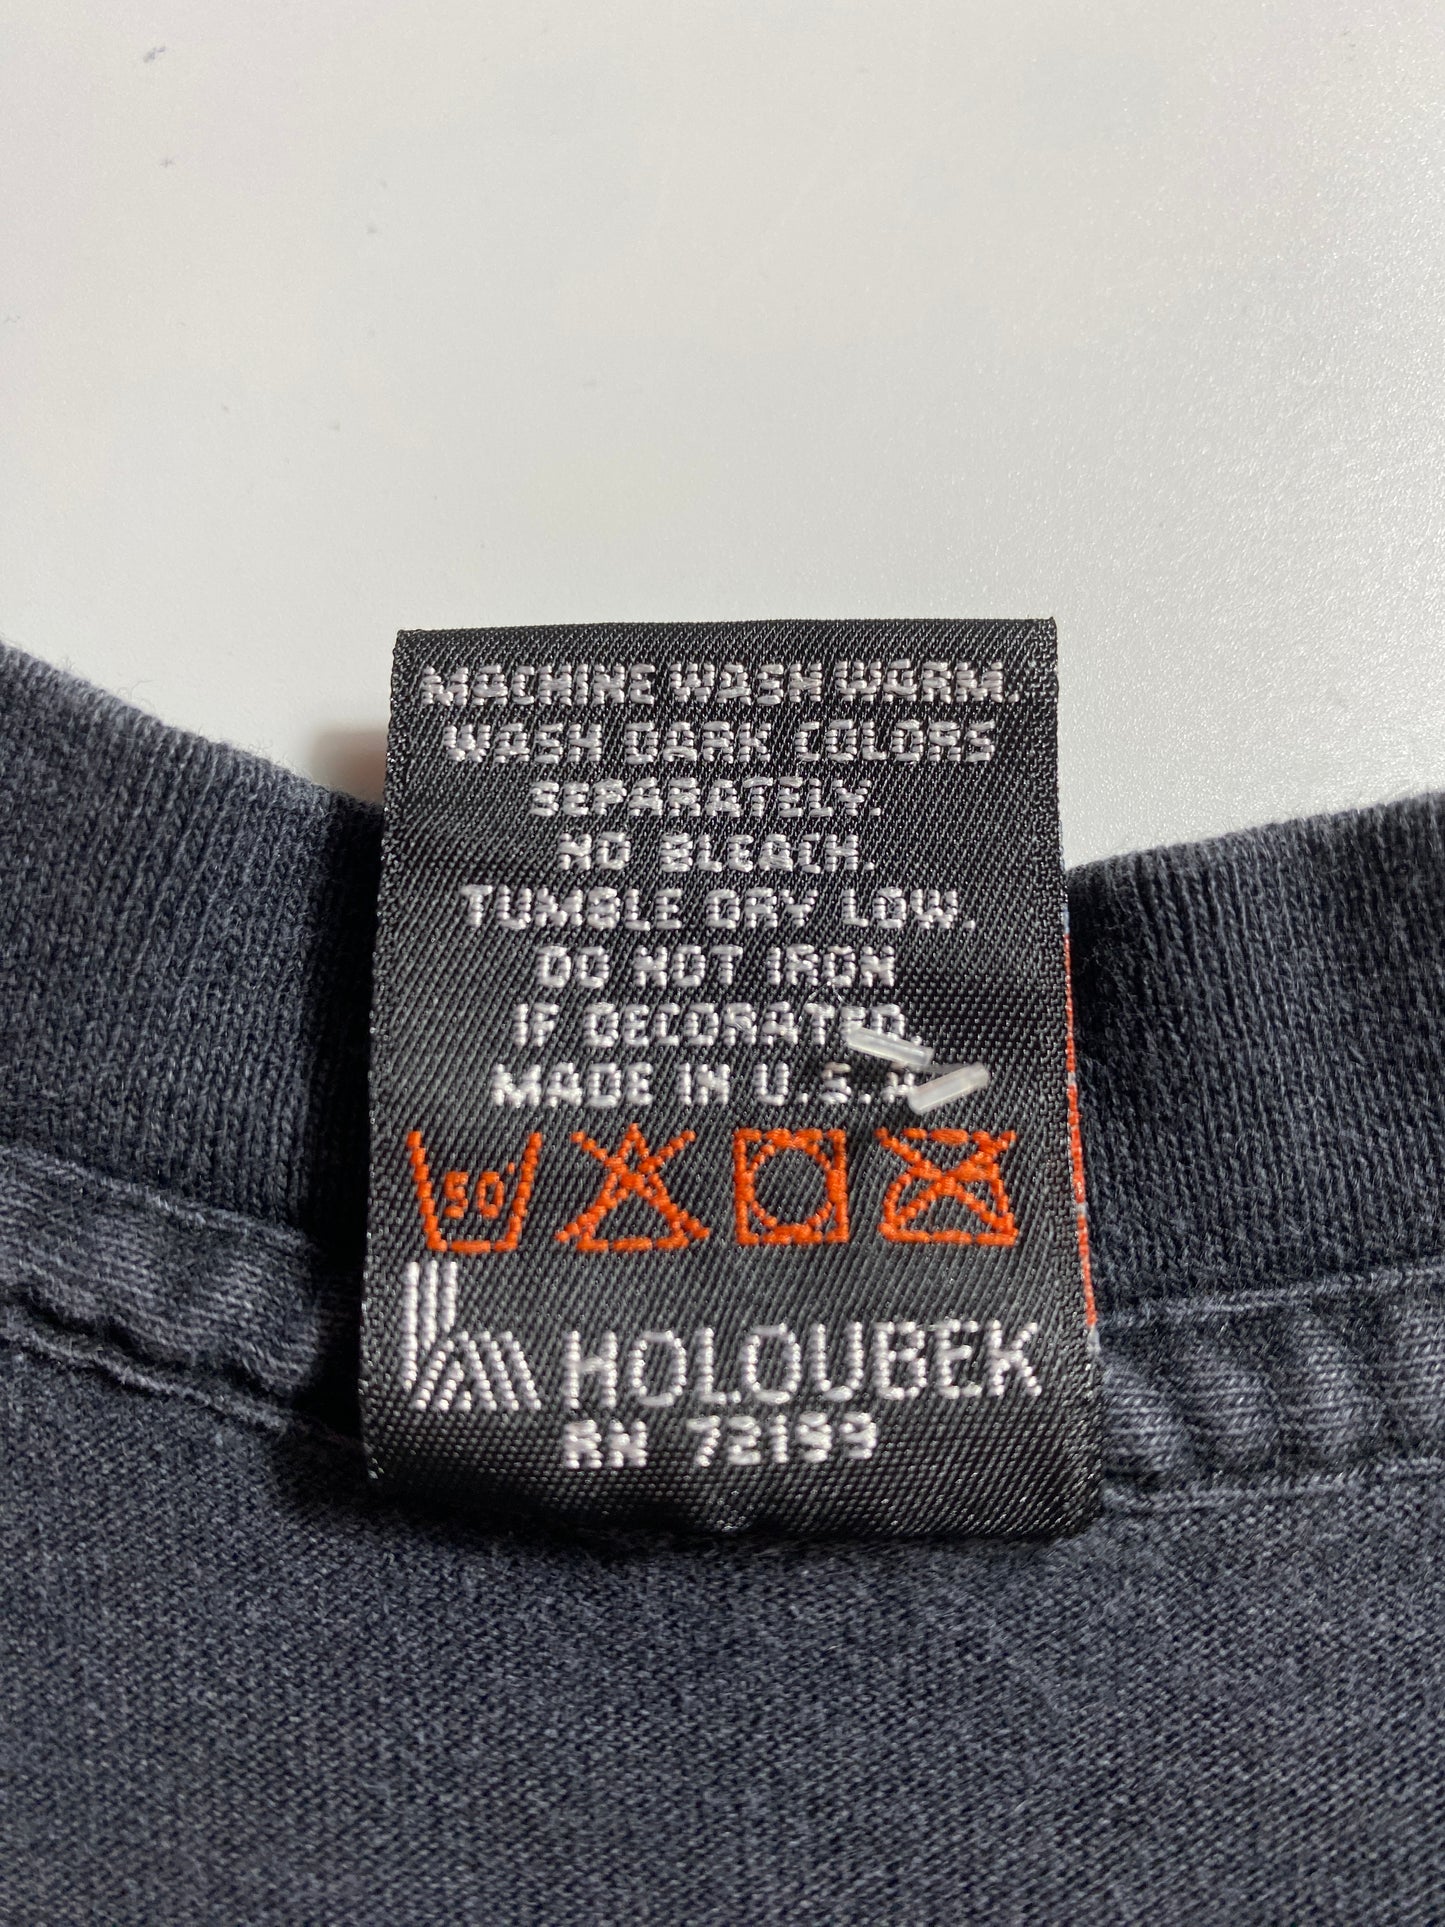 MACHINE WASH WARM.
WASH DARK COLORS
SEPARATELY.
NO BLEACH.
TUMBLE DRY LOW.
DO NOT IRON
IF DECORATED.
MADE IN U.S.A
50°
HOLOUBEK
RN 72199